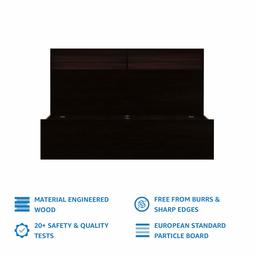 MATERIAL ENGINEERED
WOOD
FREE FROM BURRS &
SHARP EDGES
20+ SAFETY & QUALITY
TESTS
EUROPEAN STANDARD
PARTICLE BOARD